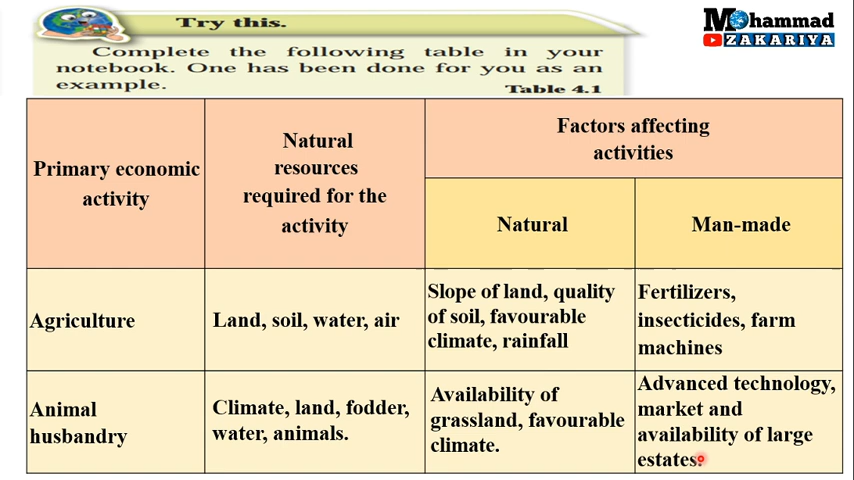 Try this.
Mohammad
ZAKARIYA
Complete the following table in your
notebook. One has been done for you as an
example.
Table 4.1
Primary economic
activity
Natural
resources
required for the
activity
Factors affecting
activities
Natural
Man-made
Agriculture
Land, soil, water, air
Slope of land, quality
of soil, favourable
climate, rainfall
Fertilizers,
insecticides, farm
machines
Animal
husbandry
Climate, land, fodder,
water, animals.
Availability of
grassland, favourable
climate.
Advanced technology,
market and
availability of large
estates.